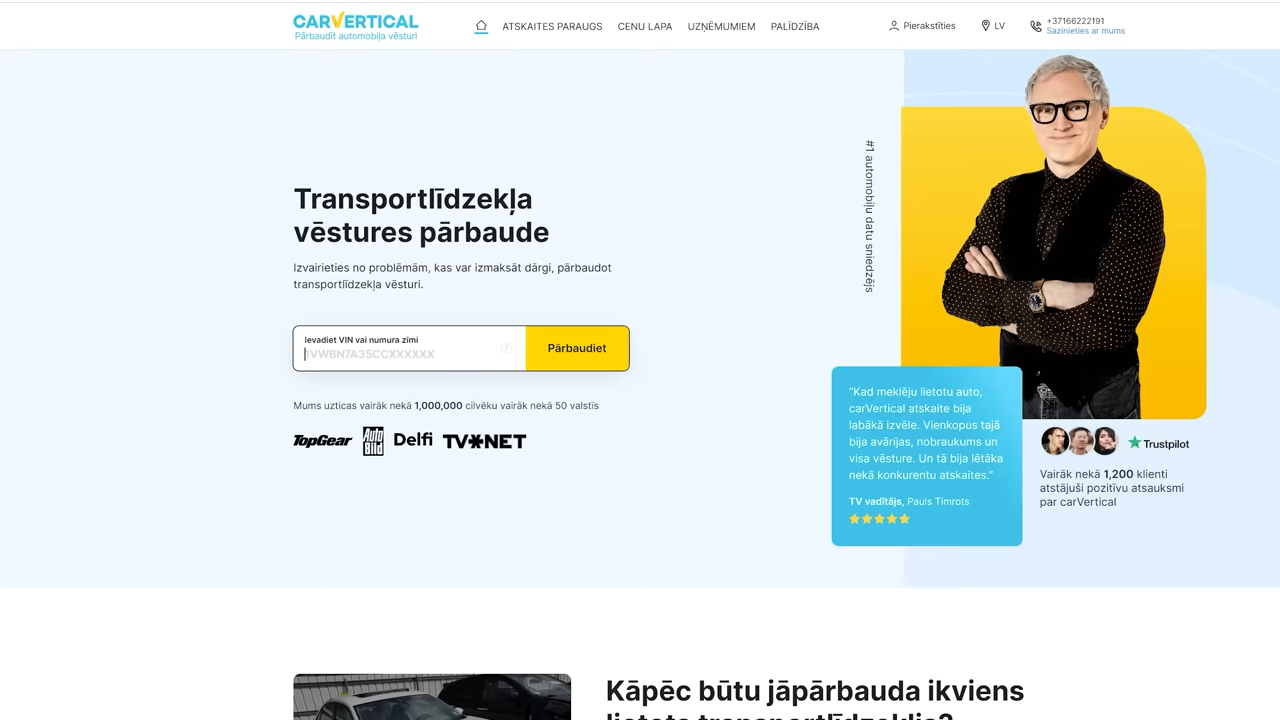 CARVERTICAL
Pārbaudīt automobiļa vēsturi
ATSKAITES PARAUGS
CENU LAPA
UZŅĒMUMIEM
PALĪDZĪBA
Pierakstīties
LV
+37166222191
Sazinieties ar mums
Transportlīdzekļa
vēstures pārbaude
Izvairieties no problēmām, kas var izmaksāt dārgi, pārbaudot
transportlīdzekļa vēsturi.
Ievadiet VIN vai numura zīmi
1VWBN7A35CCXXXXXX
?
Pārbaudiet
Mums uzticas vairāk nekā 1,000,000 cilvēku vairāk nekā 50 valstīs
TopGear
Auto
Bild
Delfi
TV*NET
#1 automobiļu datu sniedzējs
"Kad meklēju lietotu auto,
carVertical atskaite bija
labākā izvēle. Vienkopus tajā
bija avārijas, nobraukums un
visa vēsture. Un tā bija lētāka
nekā konkurentu atskaites."
TV vadītājs, Pauls Timrots
Trustpilot
Vairāk nekā 1,200 klienti
atstājuši pozitīvu atsauksmi
par carVertical
Kāpēc būtu jāpārbauda ikviens
lietots transportlīdzeklis?